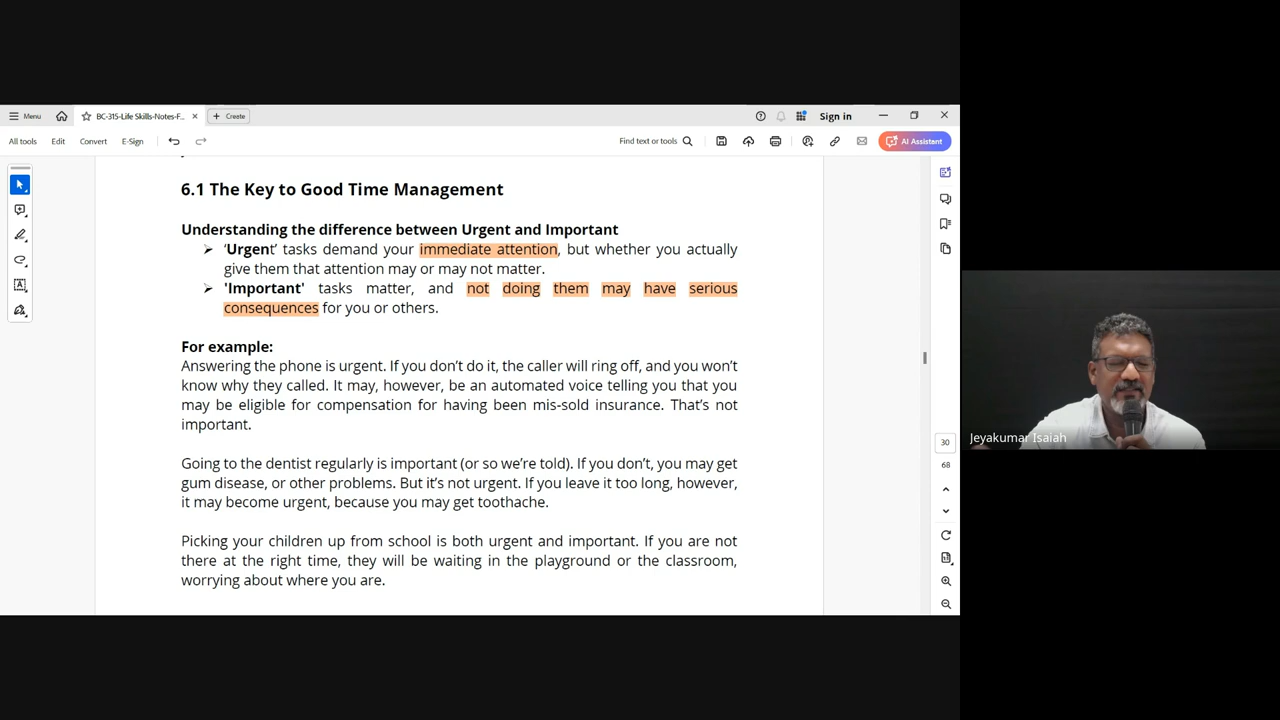 Menu
BC-315-Life Skills-Notes-F...
Create
Sign in
All tools
Edit
Convert
E-Sign
Find text or tools
AI Assistant
6.1 The Key to Good Time Management
Understanding the difference between Urgent and Important
➢ ‘Urgent’ tasks demand your immediate attention, but whether you actually
give them that attention may or may not matter.
➢ 'Important' tasks matter, and not doing them may have serious
consequences for you or others.
For example:
Answering the phone is urgent. If you don’t do it, the caller will ring off, and you won’t
know why they called. It may, however, be an automated voice telling you that you
may be eligible for compensation for having been mis-sold insurance. That’s not
important.
Going to the dentist regularly is important (or so we’re told). If you don’t, you may get
gum disease, or other problems. But it’s not urgent. If you leave it too long, however,
it may become urgent, because you may get toothache.
Picking your children up from school is both urgent and important. If you are not
there at the right time, they will be waiting in the playground or the classroom,
worrying about where you are.
30
68
Jeyakumar Isaiah